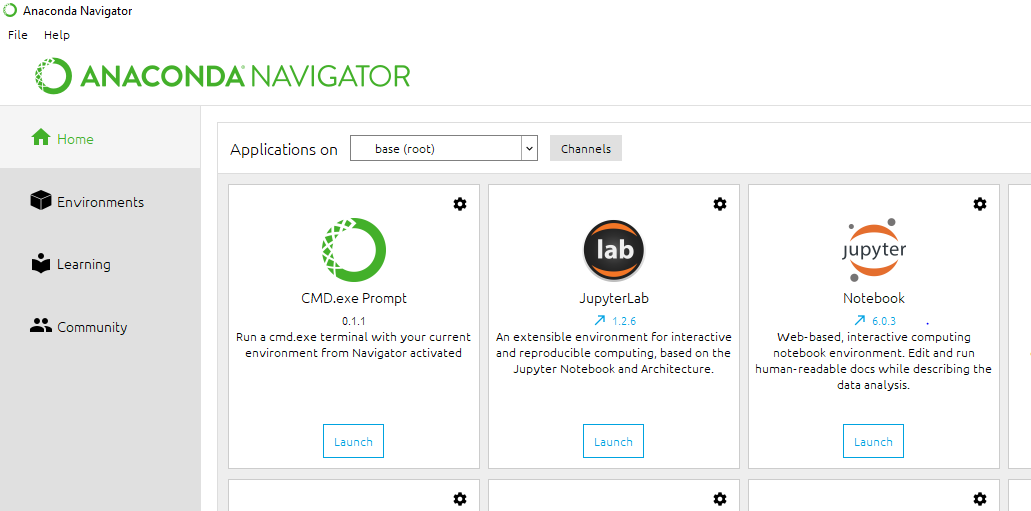 Anaconda Navigator
File Help
ANACONDA NAVIGATOR
Home
Environments
Learning
Community
Applications on base (root) Channels
CMD.exe Prompt
0.1.1
Run a cmd.exe terminal with your current
environment from Navigator activated
Launch
lab
JupyterLab
1.2.6
An extensible environment for interactive
and reproducible computing, based on the
Jupyter Notebook and Architecture.
Launch
jupyter
Notebook
6.0.3
Web-based, interactive computing
notebook environment. Edit and run
human-readable docs while describing the
data analysis.
Launch